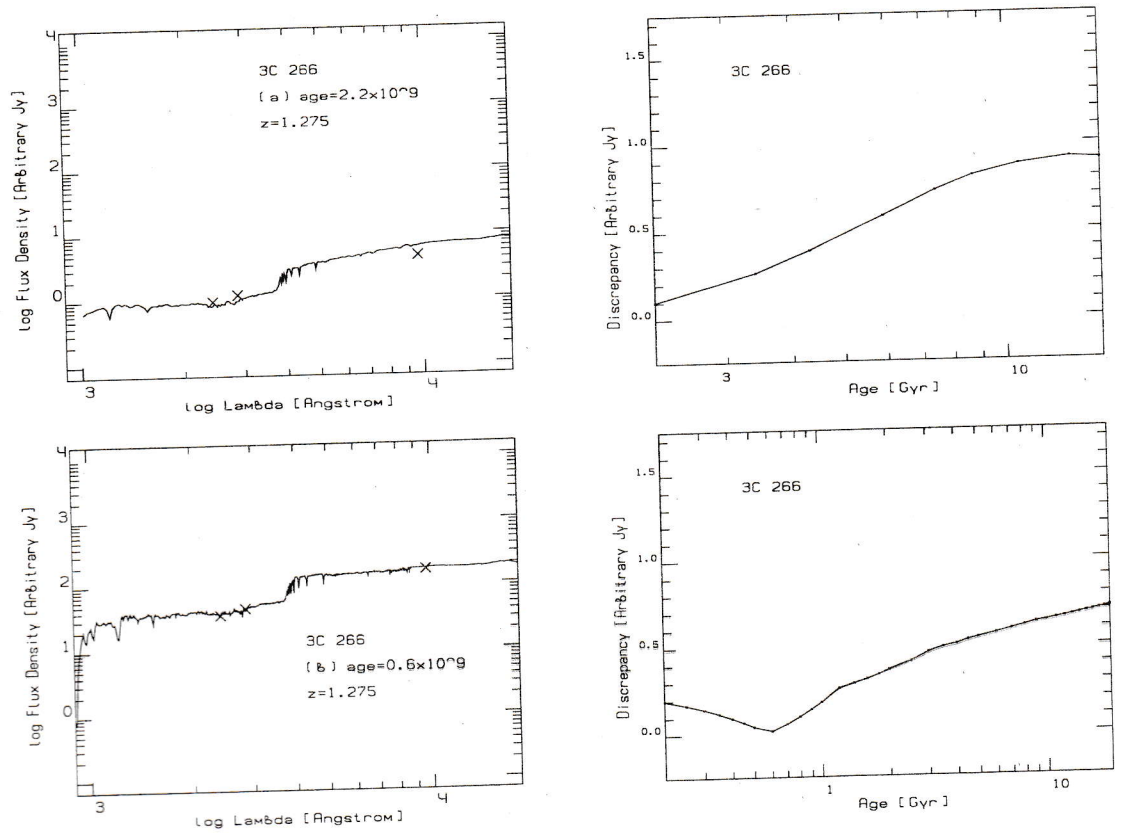 4
3
2
1
0
3
4
log Flux Density [Arbitrary Jy]
log Lambda [Angstrom]
3C 266
(a) age=2.2x10^9
z=1.275
1.5
1.0
0.5
0.0
3
10
Discrepancy [Arbitrary Jy]
Age [Gyr]
3C 266
4
3
2
1
0
3
4
log Flux Density [Arbitrary Jy]
log Lambda [Angstrom]
3C 266
(b) age=0.6x10^9
z=1.275
1.5
1.0
0.5
0.0
1
10
Discrepancy [Arbitrary Jy]
Age [Gyr]
3C 266